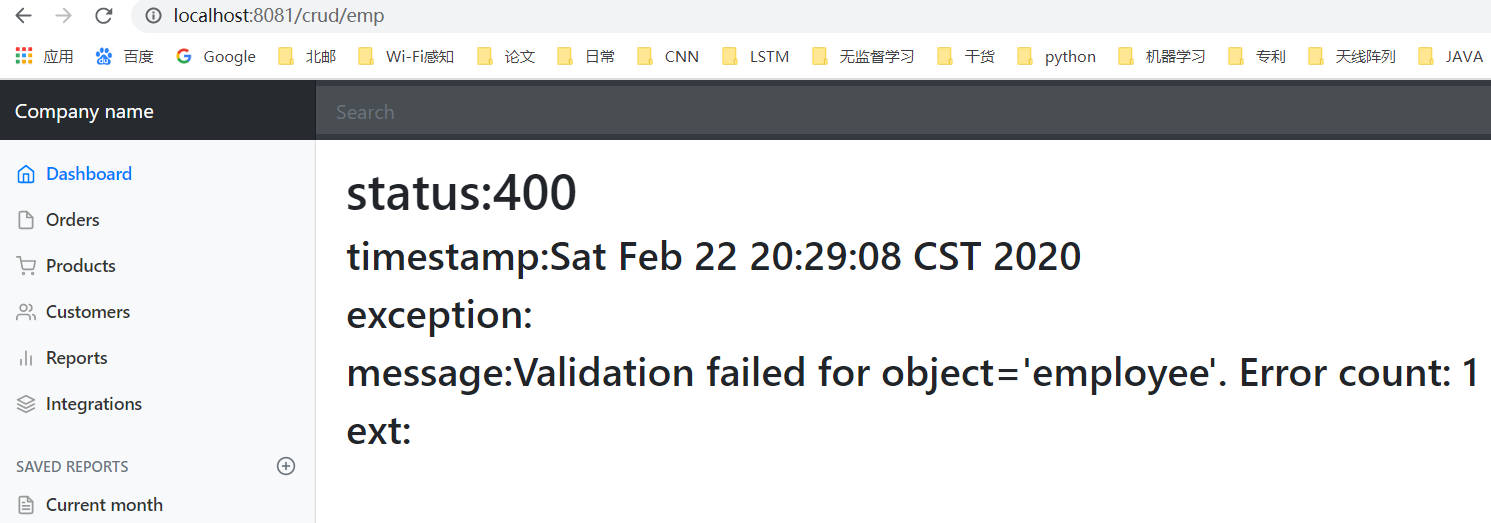 localhost:8081/crud/emp
应用 百度 Google 北邮 Wi-Fi感知 论文 日常 CNN LSTM 无监督学习 干货 python 机器学习 专利 天线阵列 JAVA
Company name Search
Dashboard
Orders
Products
Customers
Reports
Integrations
SAVED REPORTS
Current month
status:400
timestamp:Sat Feb 22 20:29:08 CST 2020
exception:
message:Validation failed for object='employee'. Error count: 1
ext: